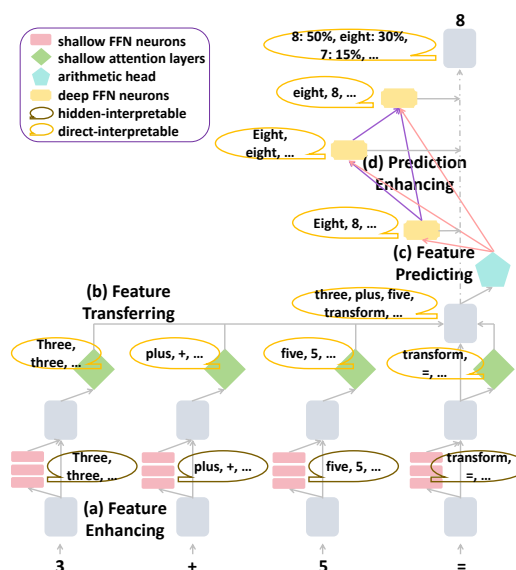 8
shallow FFN neurons
shallow attention layers
arithmetic head
deep FFN neurons
hidden-interpretable
direct-interpretable
8: 50%, eight: 30%,
7: 15%, ...
eight, 8, ...
Eight,
eight, ...
(d) Prediction
Enhancing
Eight, 8, ...
(c) Feature
Predicting
(b) Feature
Transferring
three, plus, five,
transform, ...
Three,
three, ...
plus, +, ...
five, 5, ...
transform,
=, ...
Three,
three, ...
plus, +, ...
five, 5, ...
transform,
=, ...
(a) Feature
Enhancing
3 + 5 =